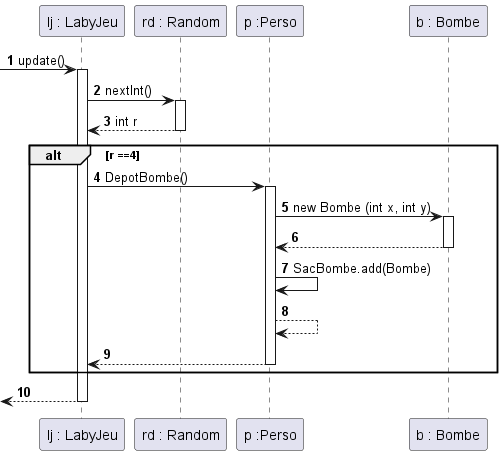 lj : LabyJeu rd : Random p :Perso b : Bombe
1 update()
2 nextInt()
3 int r
alt [r ==4]
4 DepotBombe()
5 new Bombe (int x, int y)
6
7 SacBombe.add(Bombe)
8
9
10
lj : LabyJeu rd : Random p :Perso b : Bombe